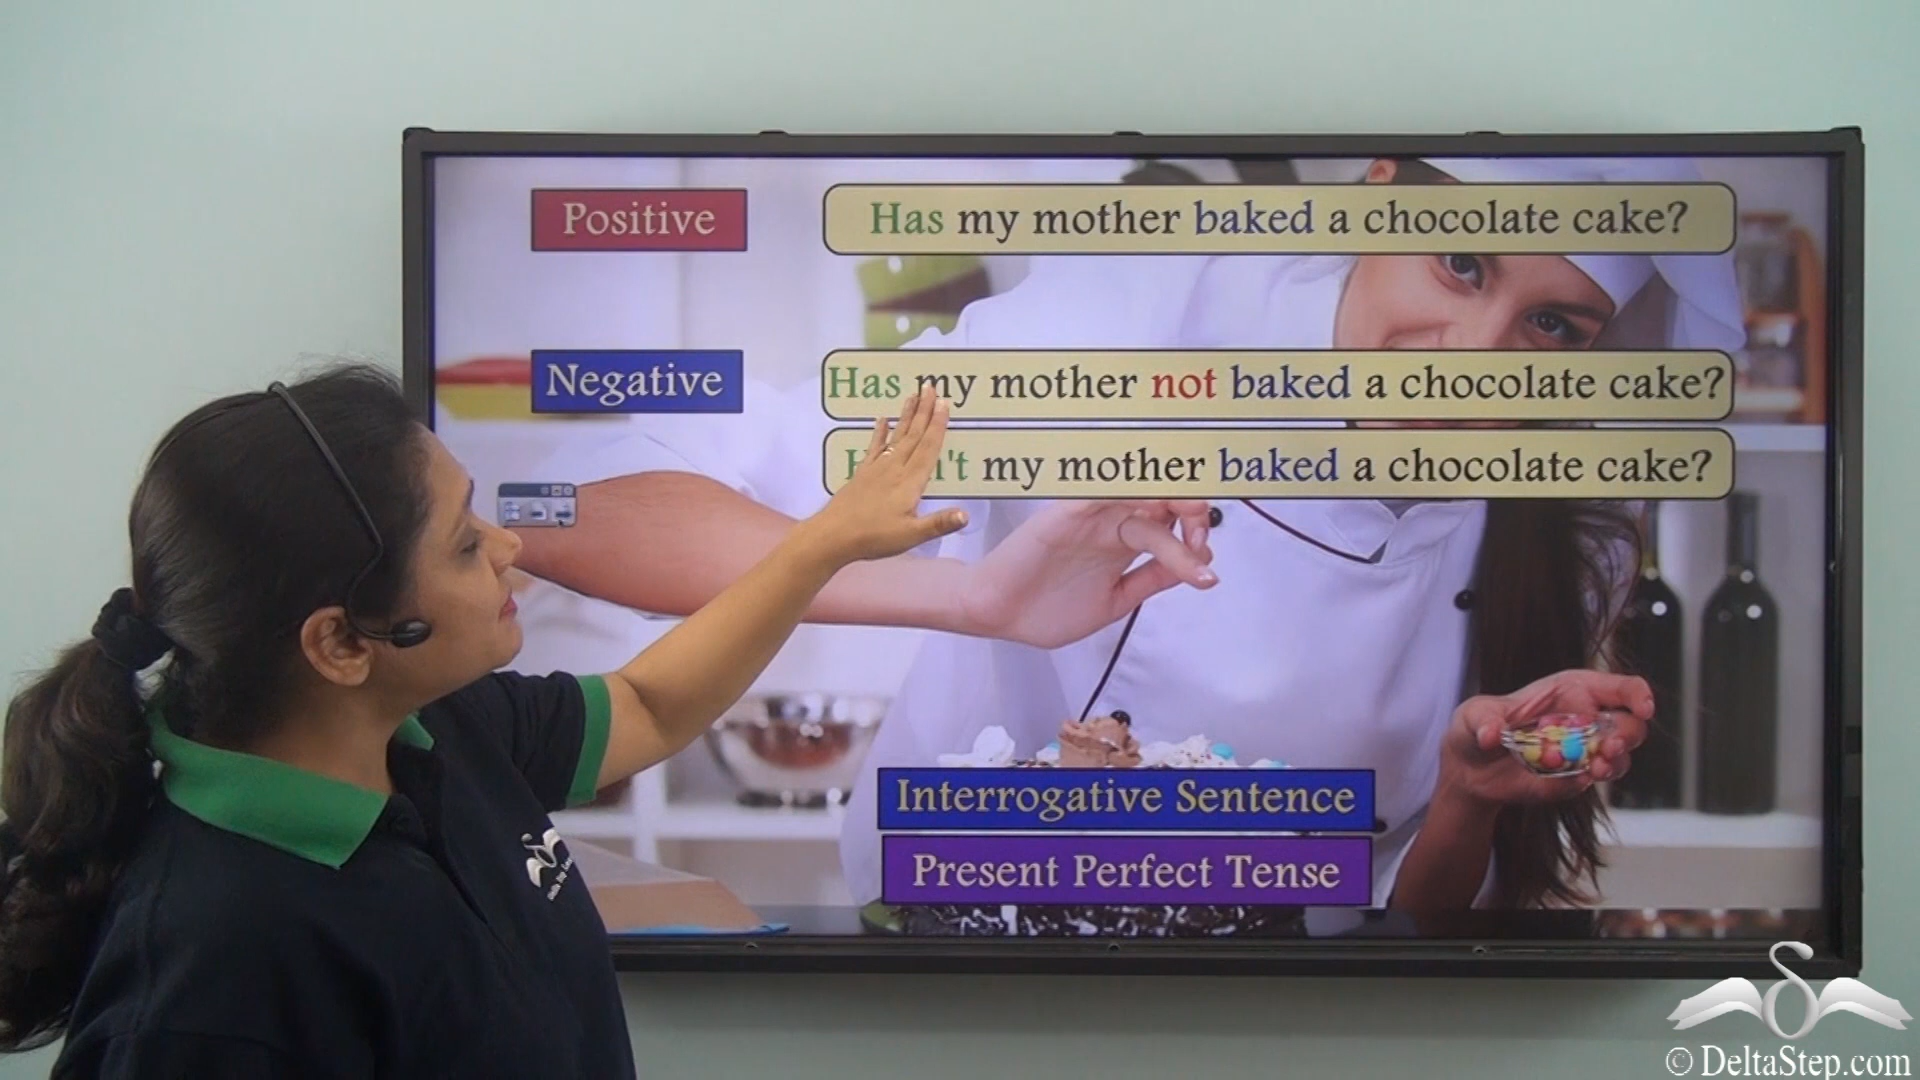 Positive
Has my mother baked a chocolate cake?
Negative
Has my mother not baked a chocolate cake?
my mother baked a chocolate cake?
Interrogative Sentence
Present Perfect Tense
© DeltaStep.com